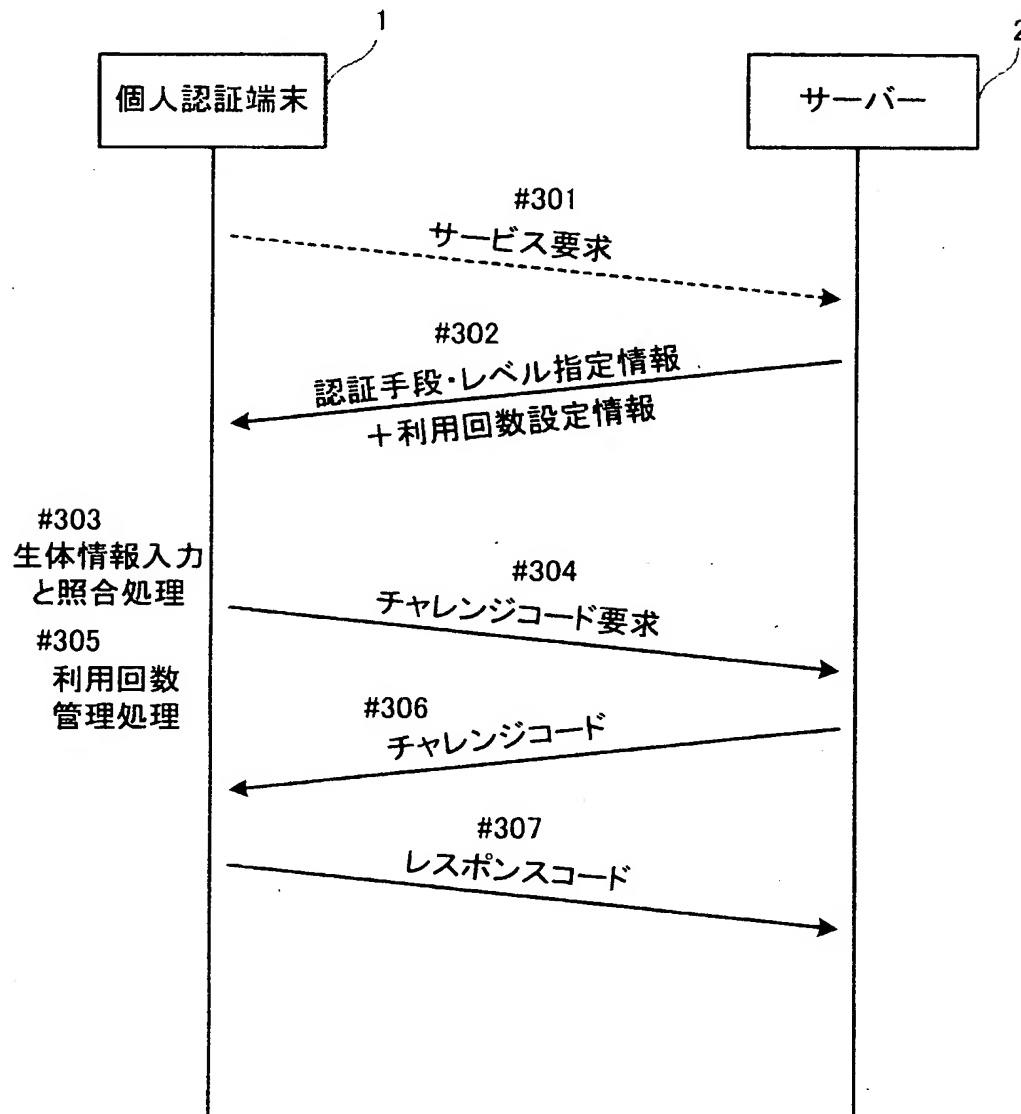 1
2
個人認証端末
サーバー
#301
サービス要求
#302
認証手段・レベル指定情報
+利用回数設定情報
#303
生体情報入力
と照合処理
#304
チャレンジコード要求
#305
利用回数
管理処理
#306
チャレンジコード
#307
レスポンスコード